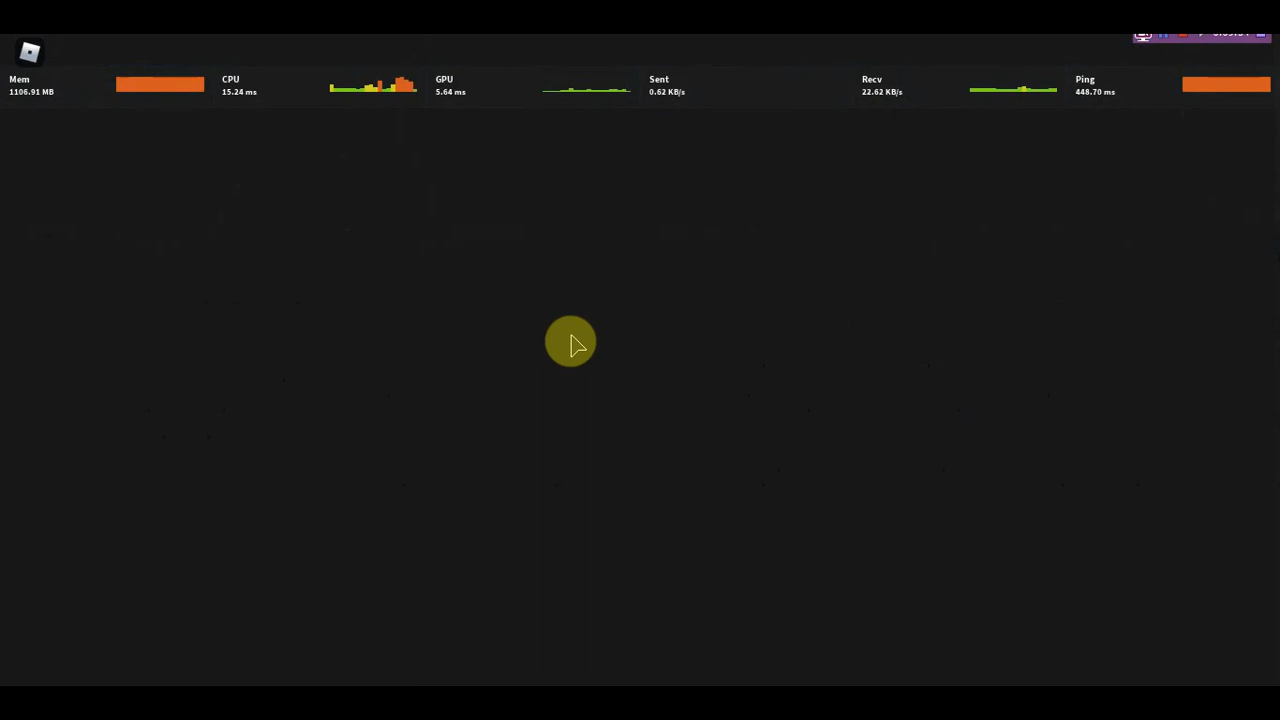 Mem
1106.91 MB
CPU
15.24 ms
GPU
5.64 ms
Sent
0.62 KB/s
Recv
22.62 KB/s
Ping
448.70 ms